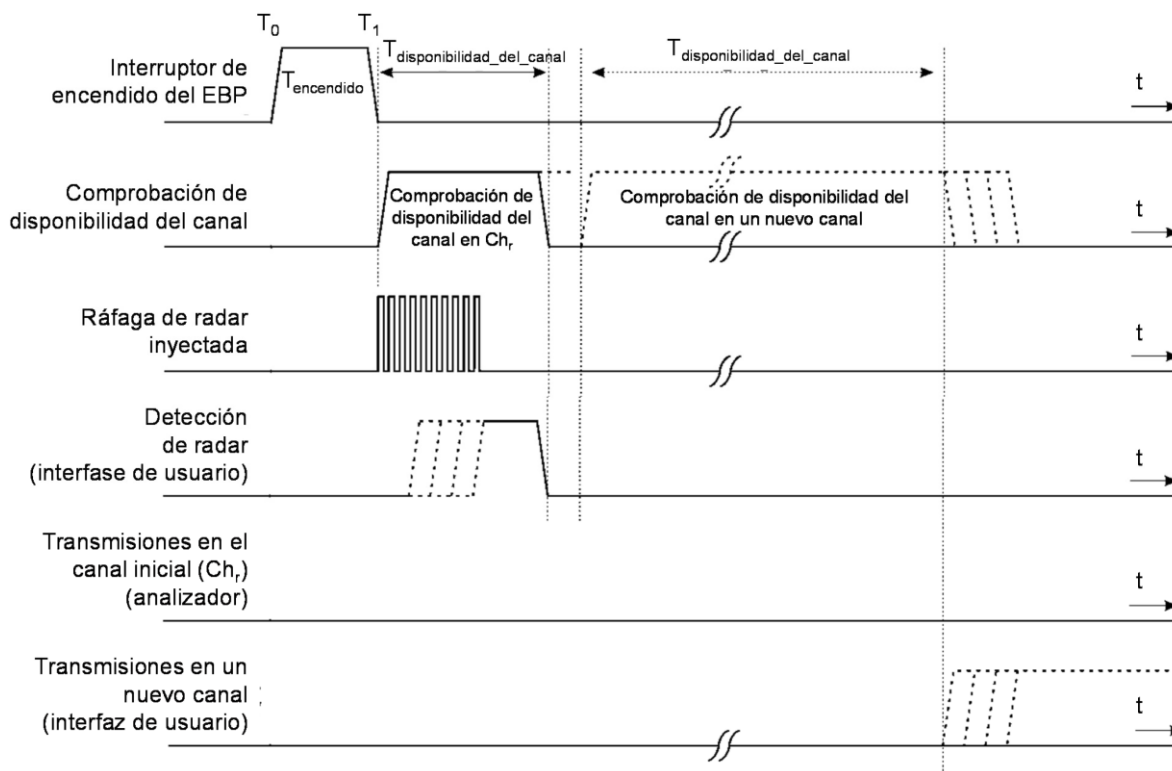 T0 T1
Tdisponibilidad_del_canal
Tdisponibilidad_del_canal
Interruptor de
encendido del EBP
Tencendido
t
Comprobación de
disponibilidad del canal
Comprobación de
disponibilidad del
canal en Chr
Comprobación de disponibilidad del
canal en un nuevo canal
t
Ráfaga de radar
inyectada
t
Detección
de radar
(interfase de usuario)
t
Transmisiones en el
canal inicial (Chr)
(analizador)
t
Transmisiones en un
nuevo canal
(interfaz de usuario)
t